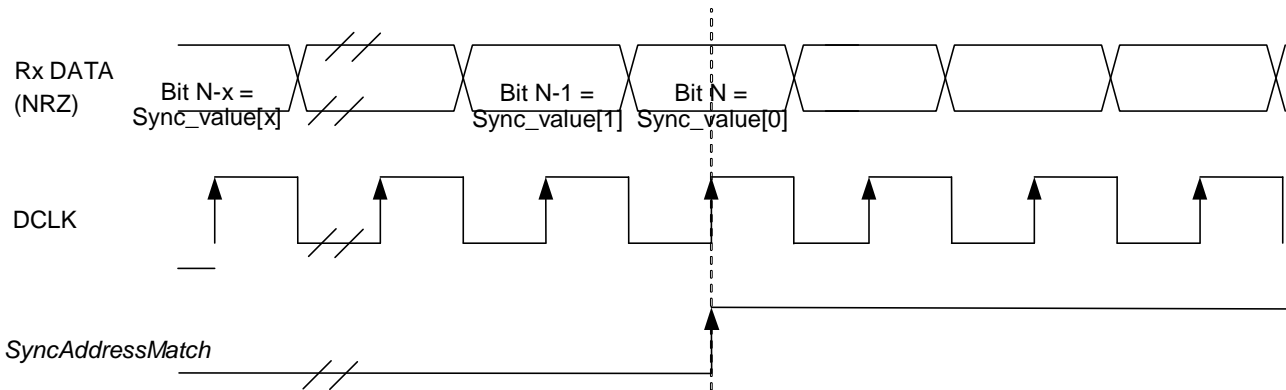 Rx DATA
(NRZ)
Bit N-x =
Sync_value[x]
Bit N-1 =
Sync_value[1]
Bit N =
Sync_value[0]
DCLK
SyncAddressMatch